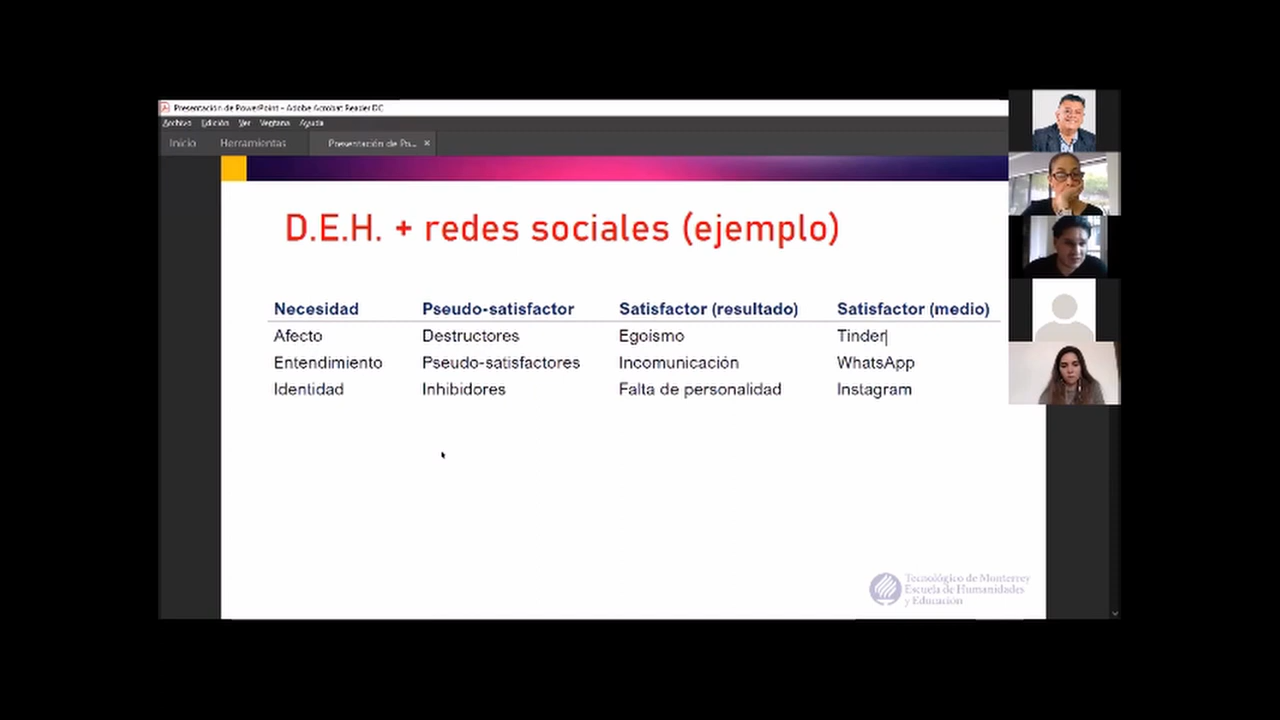 Presentación de PowerPoint - Adobe Acrobat Reader DC
Archivo Edición Ver Ventana Ayuda
Inicio Herramientas Presentación de Po... ×
D.E.H. + redes sociales (ejemplo)
Necesidad Pseudo-satisfactor Satisfactor (resultado) Satisfactor (medio)
Afecto Destructores Egoísmo Tinder
Entendimiento Pseudo-satisfactores Incomunicación WhatsApp
Identidad Inhibidores Falta de personalidad Instagram
Tecnológico de Monterrey
Escuela de Humanidades
y Educación